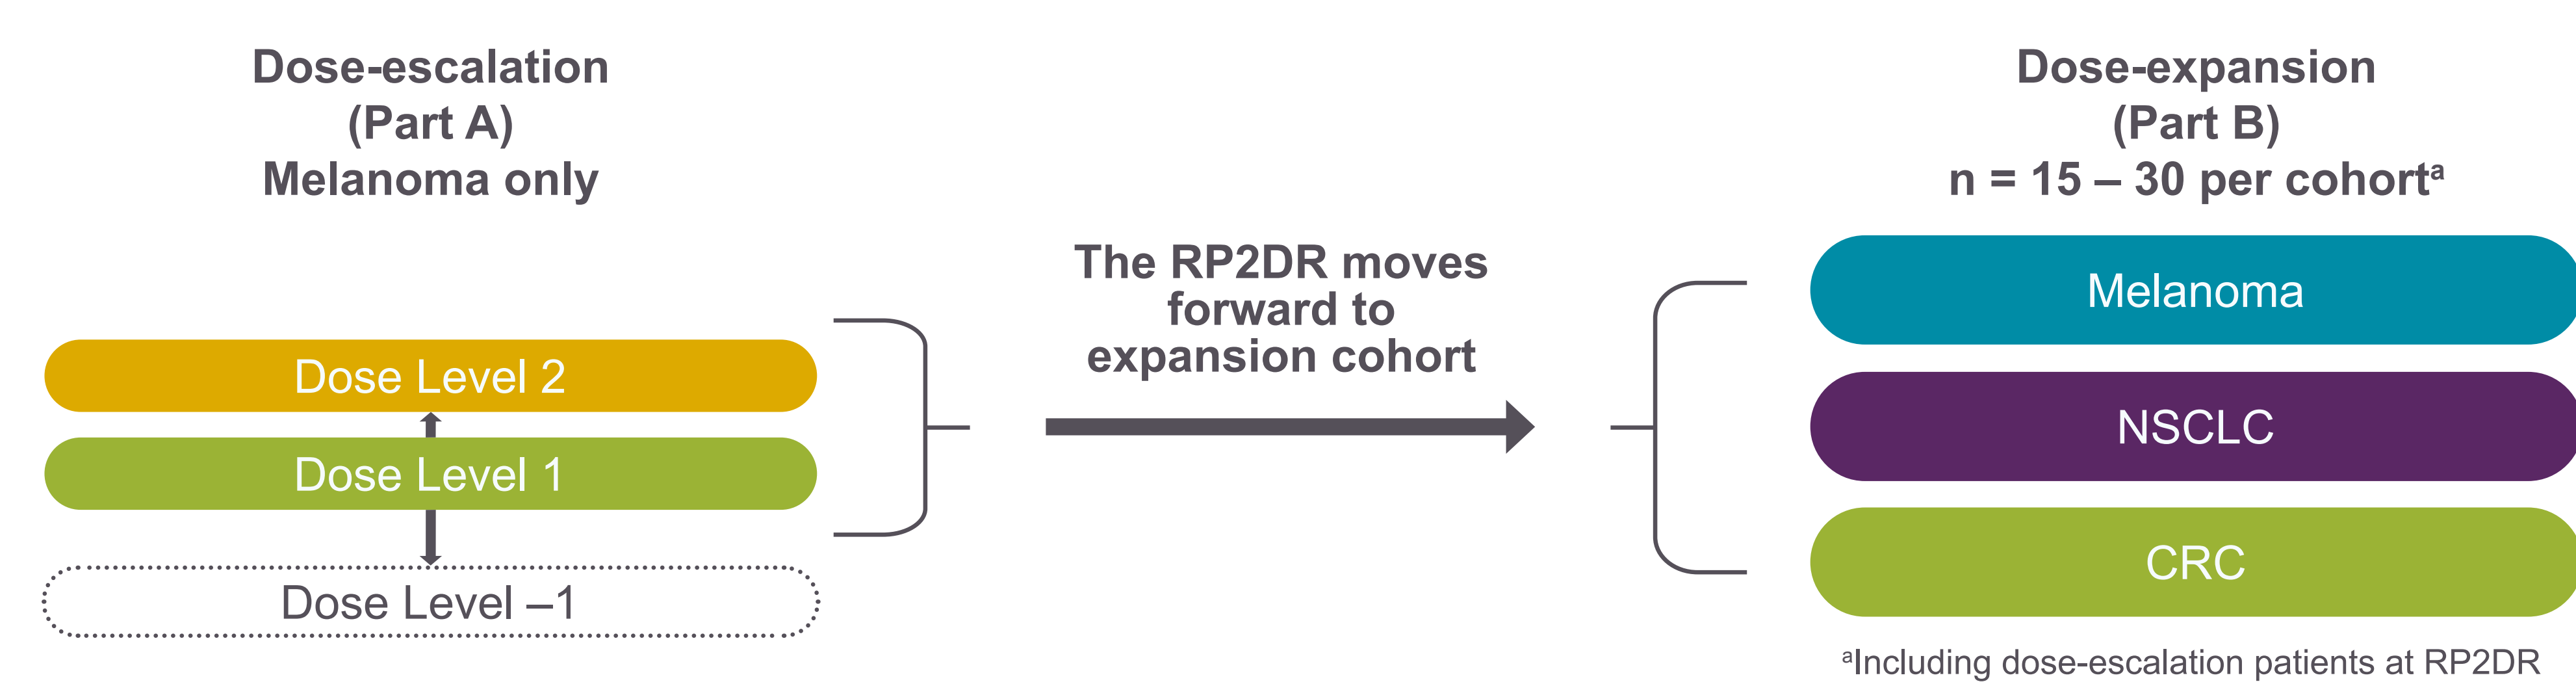 Dose-escalation
(Part A)
Melanoma only
Dose Level 2
Dose Level 1
Dose Level –1
The RP2DR moves
forward to
expansion cohort
Dose-expansion
(Part B)
n = 15 – 30 per cohortᵃ
Melanoma
NSCLC
CRC
ᵃIncluding dose-escalation patients at RP2DR